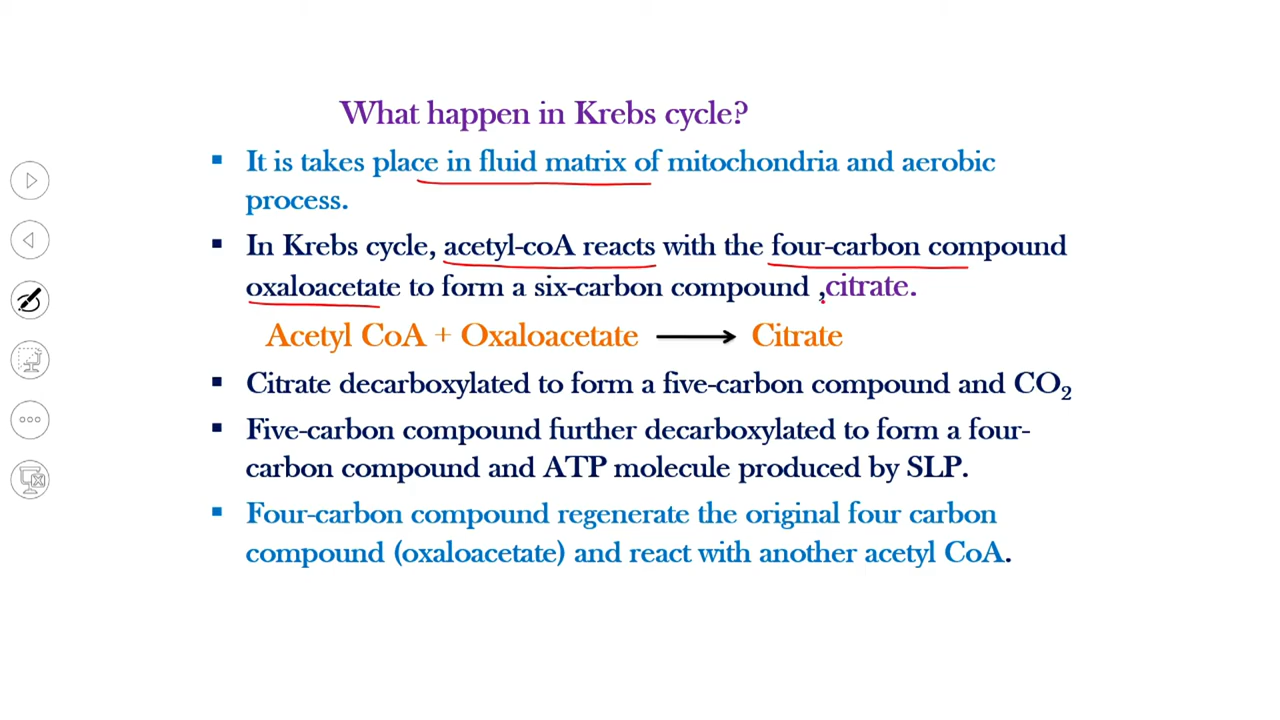 What happen in Krebs cycle?
▪ It is takes place in fluid matrix of mitochondria and aerobic
process.
▪ In Krebs cycle, acetyl-coA reacts with the four-carbon compound
oxaloacetate to form a six-carbon compound ,citrate.
Acetyl CoA + Oxaloacetate ⟶ Citrate
▪ Citrate decarboxylated to form a five-carbon compound and CO₂
▪ Five-carbon compound further decarboxylated to form a four-
carbon compound and ATP molecule produced by SLP.
▪ Four-carbon compound regenerate the original four carbon
compound (oxaloacetate) and react with another acetyl CoA.